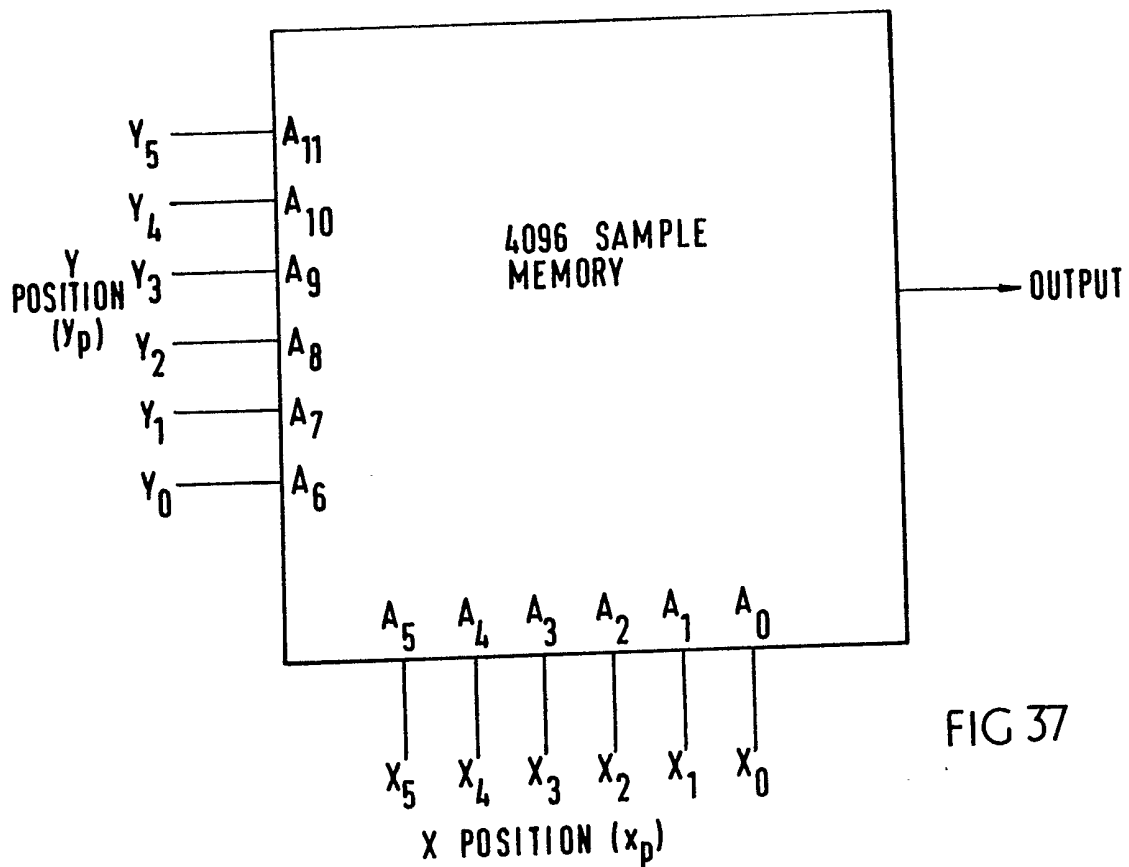 Y5 A11
Y4 A10
Y POSITION (yp)
Y3 A9
Y2 A8
Y1 A7
Y0 A6
4096 SAMPLE
MEMORY
OUTPUT
A5 A4 A3 A2 A1 A0
X5 X4 X3 X2 X1 X0
X POSITION (xp)
FIG 37